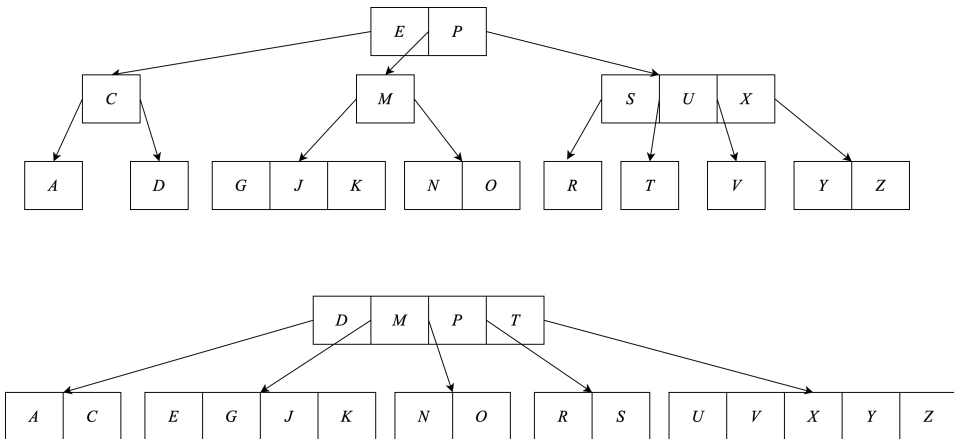 E P
C M S U X
A D G J K N O R T V Y Z
D M P T
A C E G J K N O R S U V X Y Z